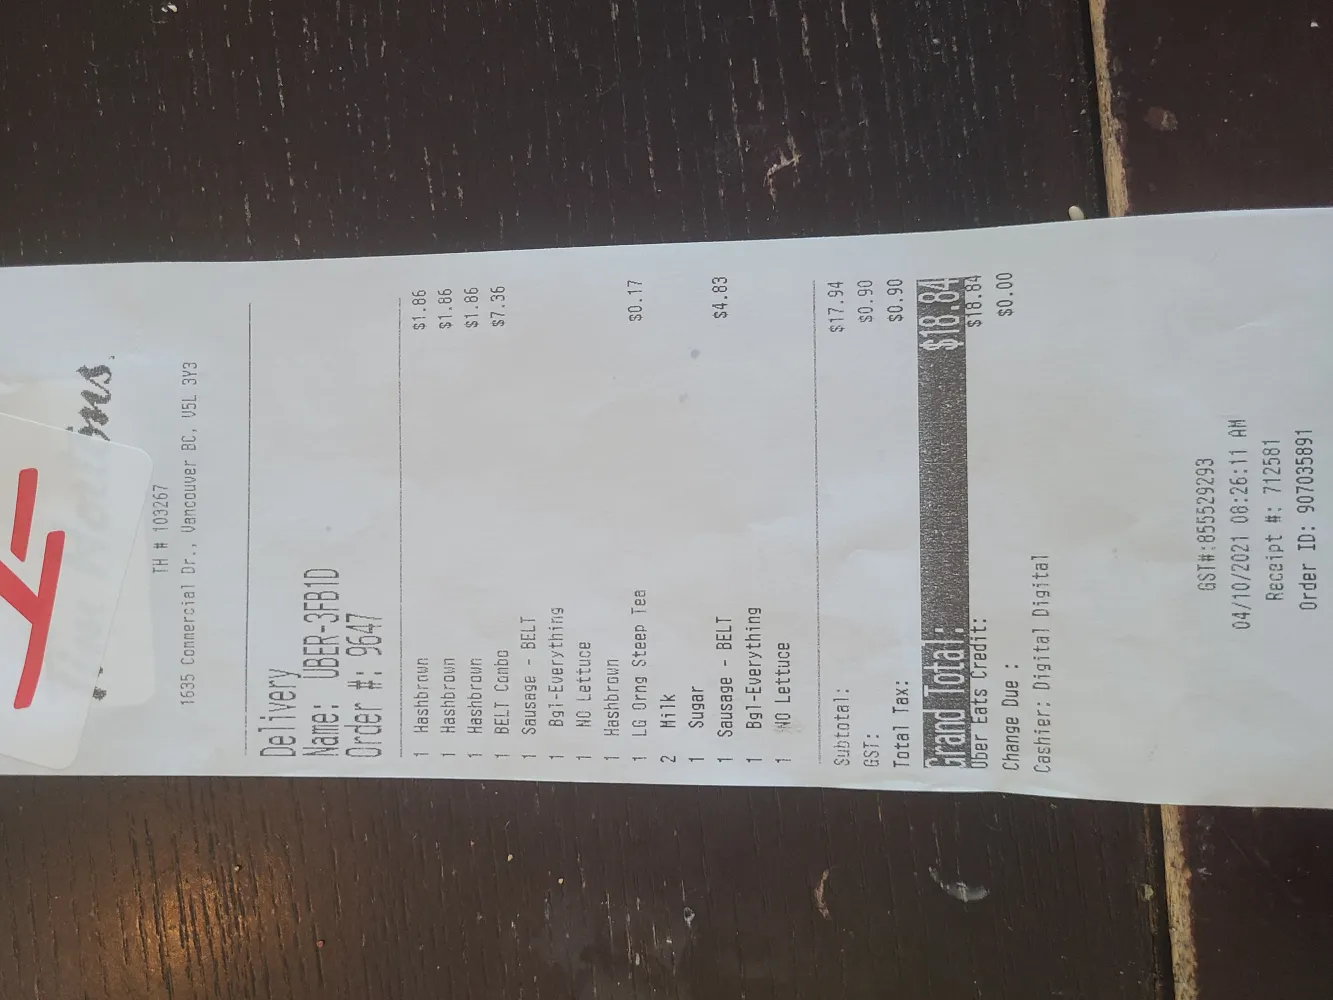 TH # 103267
1635 Commercial Dr., Vancouver BC, V5L 3Y3
Delivery
Name: UBER-3FB1D
Order #: 9647
1 Hashbrown $1.86
1 Hashbrown $1.86
1 Hashbrown $1.86
1 BELT Combo $7.36
1 Sausage - BELT
1 Bgl-Everything
1 NO Lettuce
1 Hashbrown
1 LG Orng Steep Tea $0.17
2 Milk
1 Sugar
1 Sausage - BELT $4.83
1 Bgl-Everything
1 NO Lettuce
Subtotal: $17.94
GST: $0.90
Total Tax: $0.90
Grand Total: $18.84
Uber Eats Credit: $18.84
Change Due : $0.00
Cashier: Digital Digital
GST#:855529293
04/10/2021 08:26:11 AM
Receipt #: 712581
Order ID: 907035891